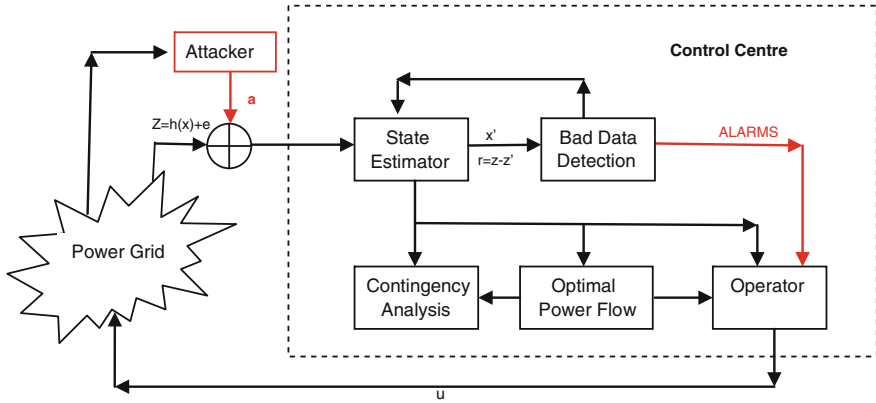 Attacker
Control Centre
a
Z=h(x)+e
State
Estimator
x'
r=z-z'
Bad Data
Detection
ALARMS
Power Grid
Contingency
Analysis
Optimal
Power Flow
Operator
u